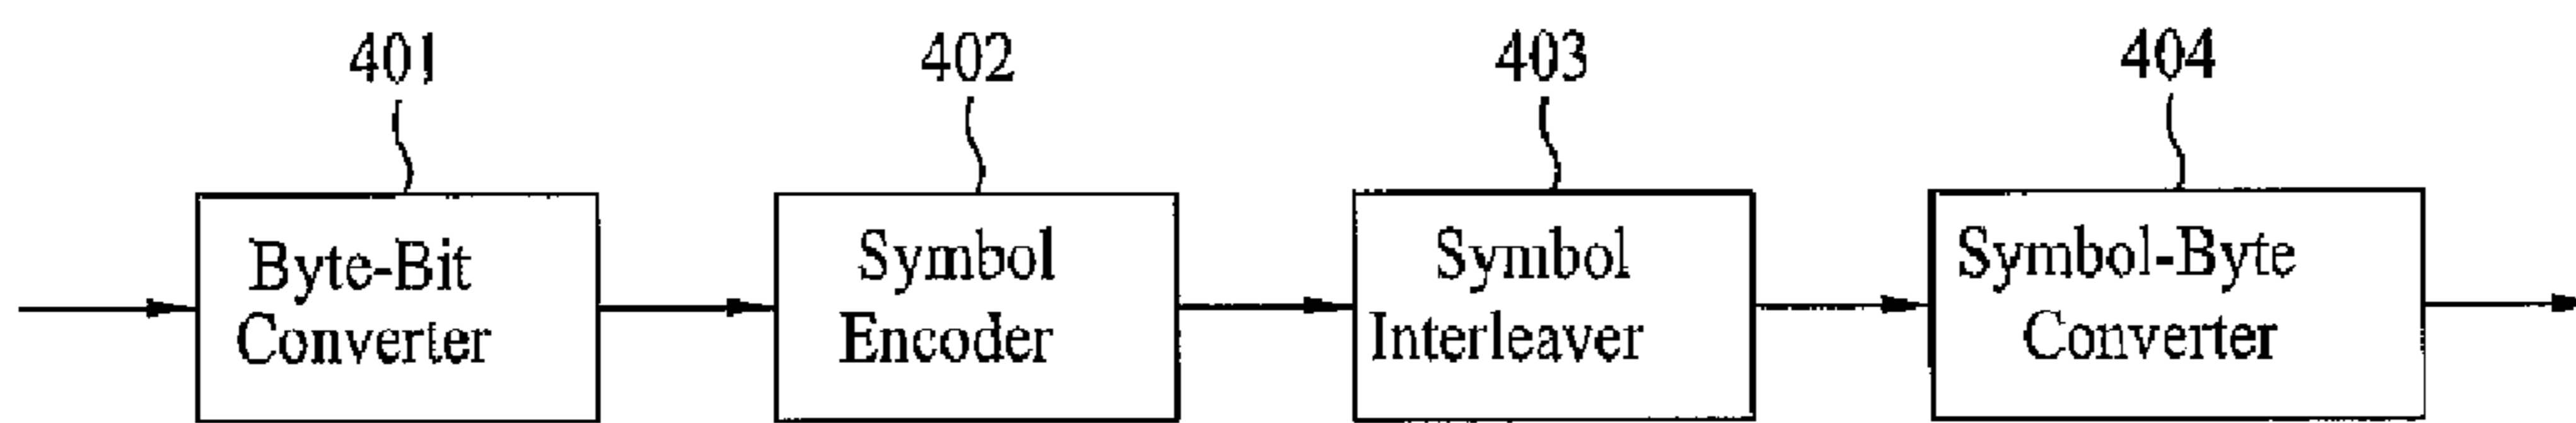 401
402
403
404
Byte-Bit
Converter
Symbol
Encoder
Symbol
Interleaver
Symbol-Byte
Converter